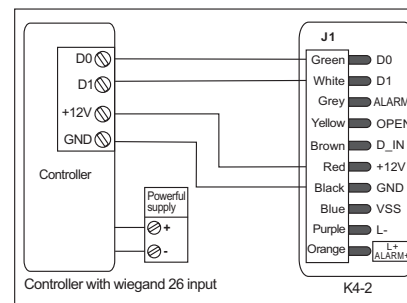 J1
D0
D1
+12V
GND
Controller
Powerful
supply
+
-
Green D0
White D1
Grey ALARM
Yellow OPEN
Brown D_IN
Red +12V
Black GND
Blue VSS
Purple L-
Orange L+
ALARM+
Controller with wiegand 26 input
K4-2